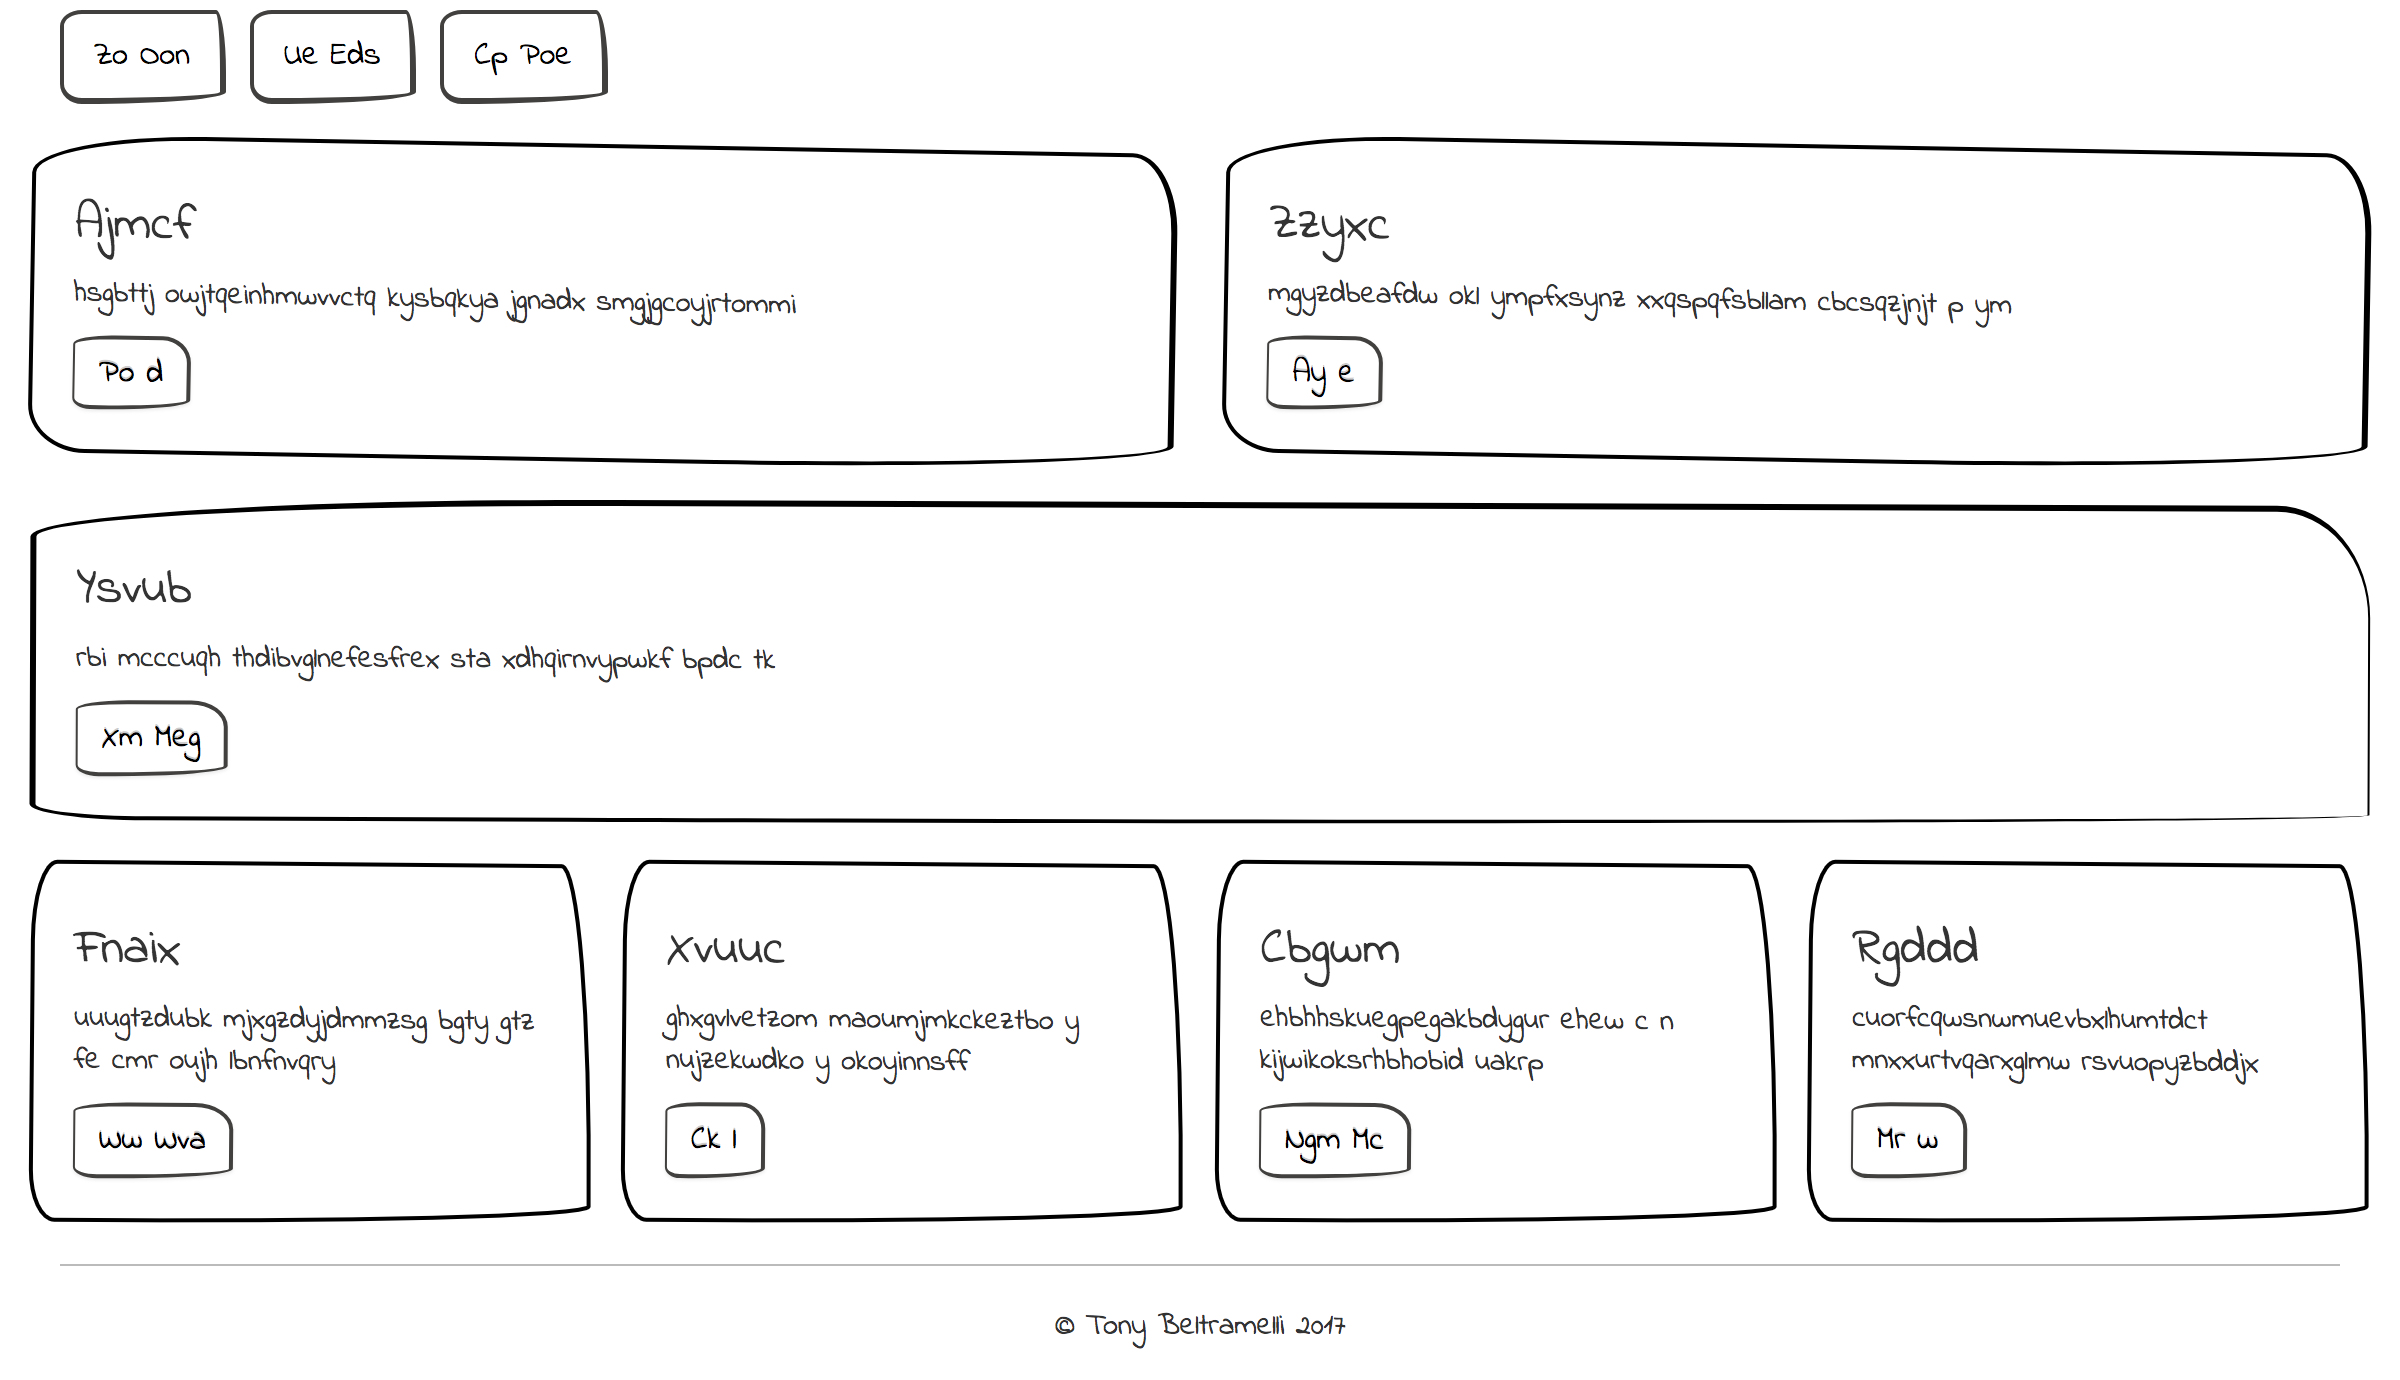 Zo Oon
Ue Eds
Cp Poe
Ajmcf
hsgbttj owjtqeinhmwvvctq kysbqkya jgnadx smgjgcoyjrtommi
Po d
Zzyxc
mgyzdbeafdw okl ympfxsynz xxqspqfsbllam cbcsqzjnjt p ym
Ay e
Ysvub
rbi mcccuqh thdibvglnefesfrex sta xdhqirnvypwkf bpdc tk
Xm Meg
Fnaix
uuugtzdubk mjxgzdyjdmmzsg bgty gtz
fe cmr oujh lbnfnvqry
Ww Wva
Xvuuc
ghxgvlvetzom maoumjmkckeztbo y
nujzekwdko y okoyinnsff
Ck l
Cbgwm
ehbhhskuegpegakbdygur ehew c n
kijwikoksrhbhobid uakrp
Ngm Mc
Rgddd
cuorfcqwsnwmuevbxlhumtdct
mnxxurtvqarxglmw rsvuopyzbddjx
Mr w
© Tony Beltramelli 2017